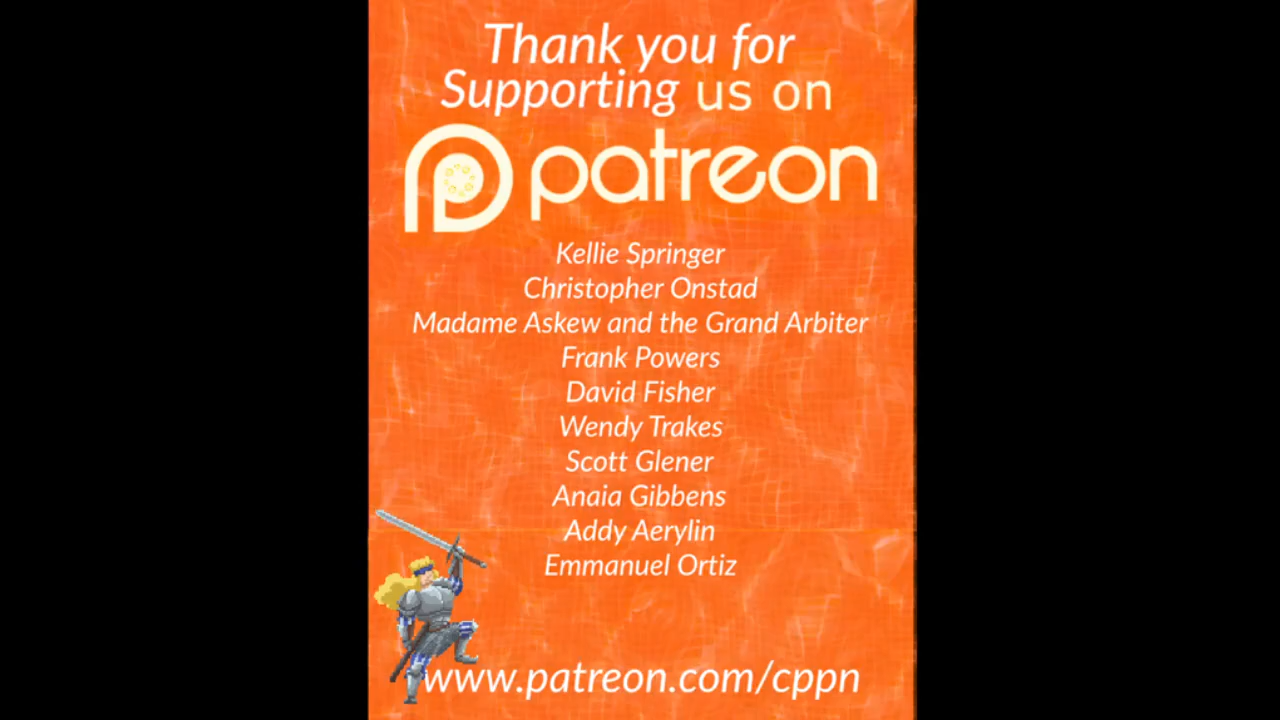 Thank you for
Supporting us on
patreon
Kellie Springer
Christopher Onstad
Madame Askew and the Grand Arbiter
Frank Powers
David Fisher
Wendy Trakes
Scott Glener
Anaia Gibbens
Addy Aerylin
Emmanuel Ortiz
www.patreon.com/cppn